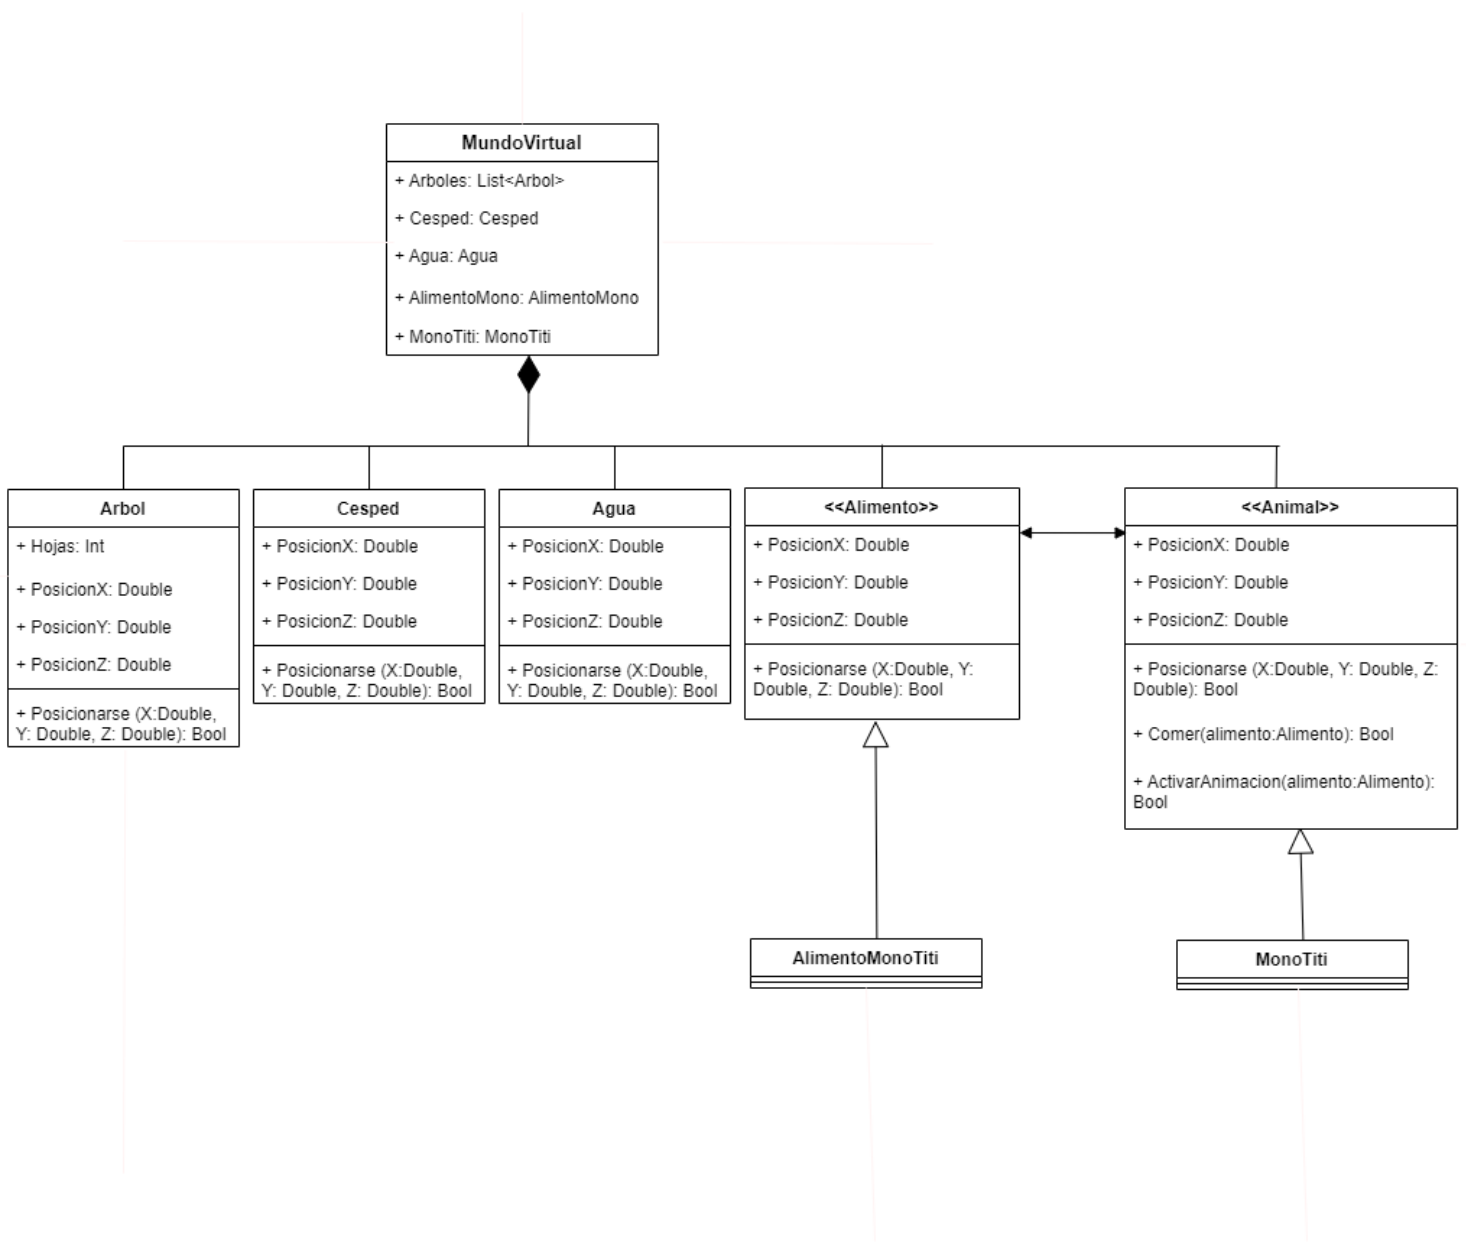 MundoVirtual
+ Arboles: List<Arbol>
+ Cesped: Cesped
+ Agua: Agua
+ AlimentoMono: AlimentoMono
+ MonoTiti: MonoTiti
Arbol
+ Hojas: Int
+ PosicionX: Double
+ PosicionY: Double
+ PosicionZ: Double
+ Posicionarse (X:Double,
Y: Double, Z: Double): Bool
Cesped
+ PosicionX: Double
+ PosicionY: Double
+ PosicionZ: Double
+ Posicionarse (X:Double,
Y: Double, Z: Double): Bool
Agua
+ PosicionX: Double
+ PosicionY: Double
+ PosicionZ: Double
+ Posicionarse (X:Double,
Y: Double, Z: Double): Bool
<<Alimento>>
+ PosicionX: Double
+ PosicionY: Double
+ PosicionZ: Double
+ Posicionarse (X:Double, Y:
Double, Z: Double): Bool
<<Animal>>
+ PosicionX: Double
+ PosicionY: Double
+ PosicionZ: Double
+ Posicionarse (X:Double, Y: Double, Z:
Double): Bool
+ Comer(alimento:Alimento): Bool
+ ActivarAnimacion(alimento:Alimento):
Bool
AlimentoMonoTiti
MonoTiti